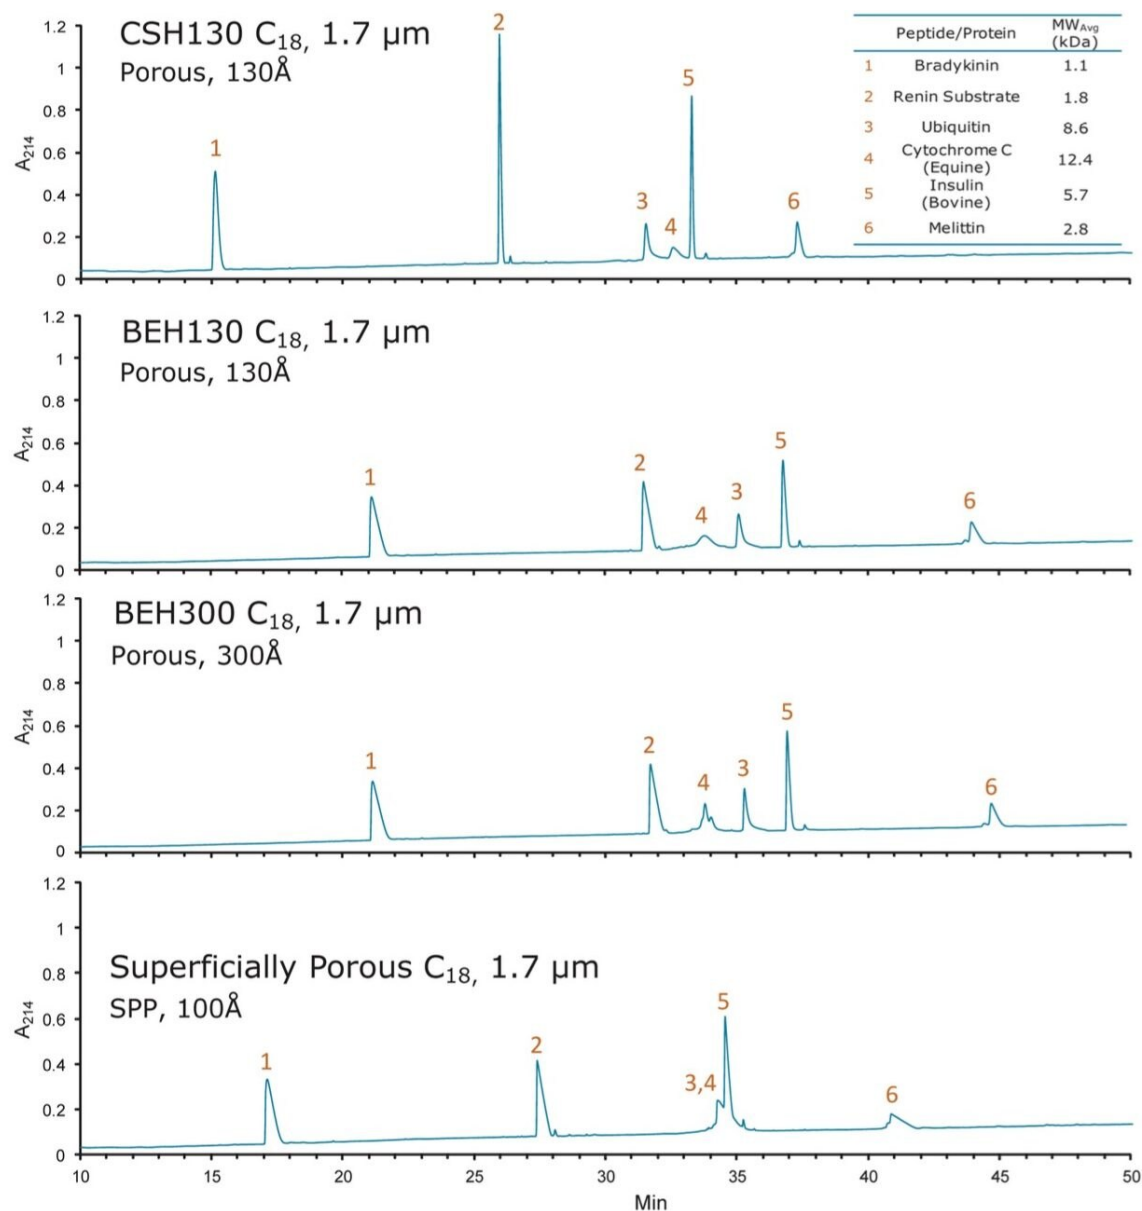 CSH130 C18, 1.7 µm
Porous, 130Å
Peptide/Protein MWAvg (kDa)
1 Bradykinin 1.1
2 Renin Substrate 1.8
3 Ubiquitin 8.6
4 Cytochrome C (Equine) 12.4
5 Insulin (Bovine) 5.7
6 Melittin 2.8
1.2
1
0.8
0.6
0.4
0.2
0
A214
1 2 3 4 5 6
BEH130 C18, 1.7 µm
Porous, 130Å
1.2
1
0.8
0.6
0.4
0.2
0
A214
1 2 4 3 5 6
BEH300 C18, 1.7 µm
Porous, 300Å
1.2
1
0.8
0.6
0.4
0.2
0
A214
1 2 4 3 5 6
Superficially Porous C18, 1.7 µm
SPP, 100Å
1.2
1
0.8
0.6
0.4
0.2
0
A214
1 2 3,4 5 6
10 15 20 25 30 35 40 45 50
Min